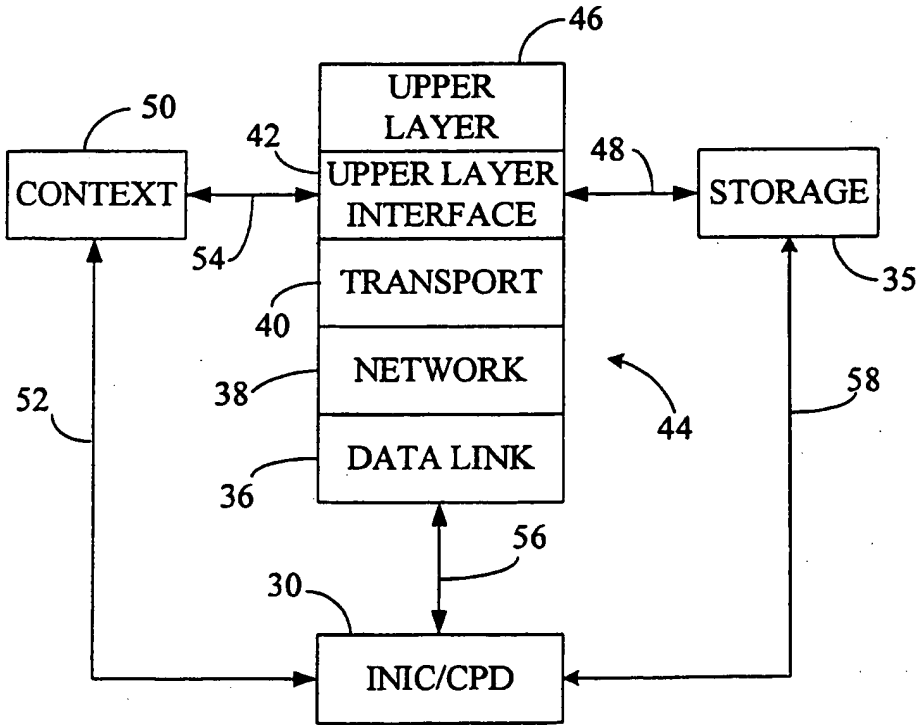 46
UPPER
LAYER
50
42
48
CONTEXT
UPPER LAYER
INTERFACE
STORAGE
54
35
TRANSPORT
40
52
38
NETWORK
58
44
36
DATA LINK
56
30
INIC/CPD